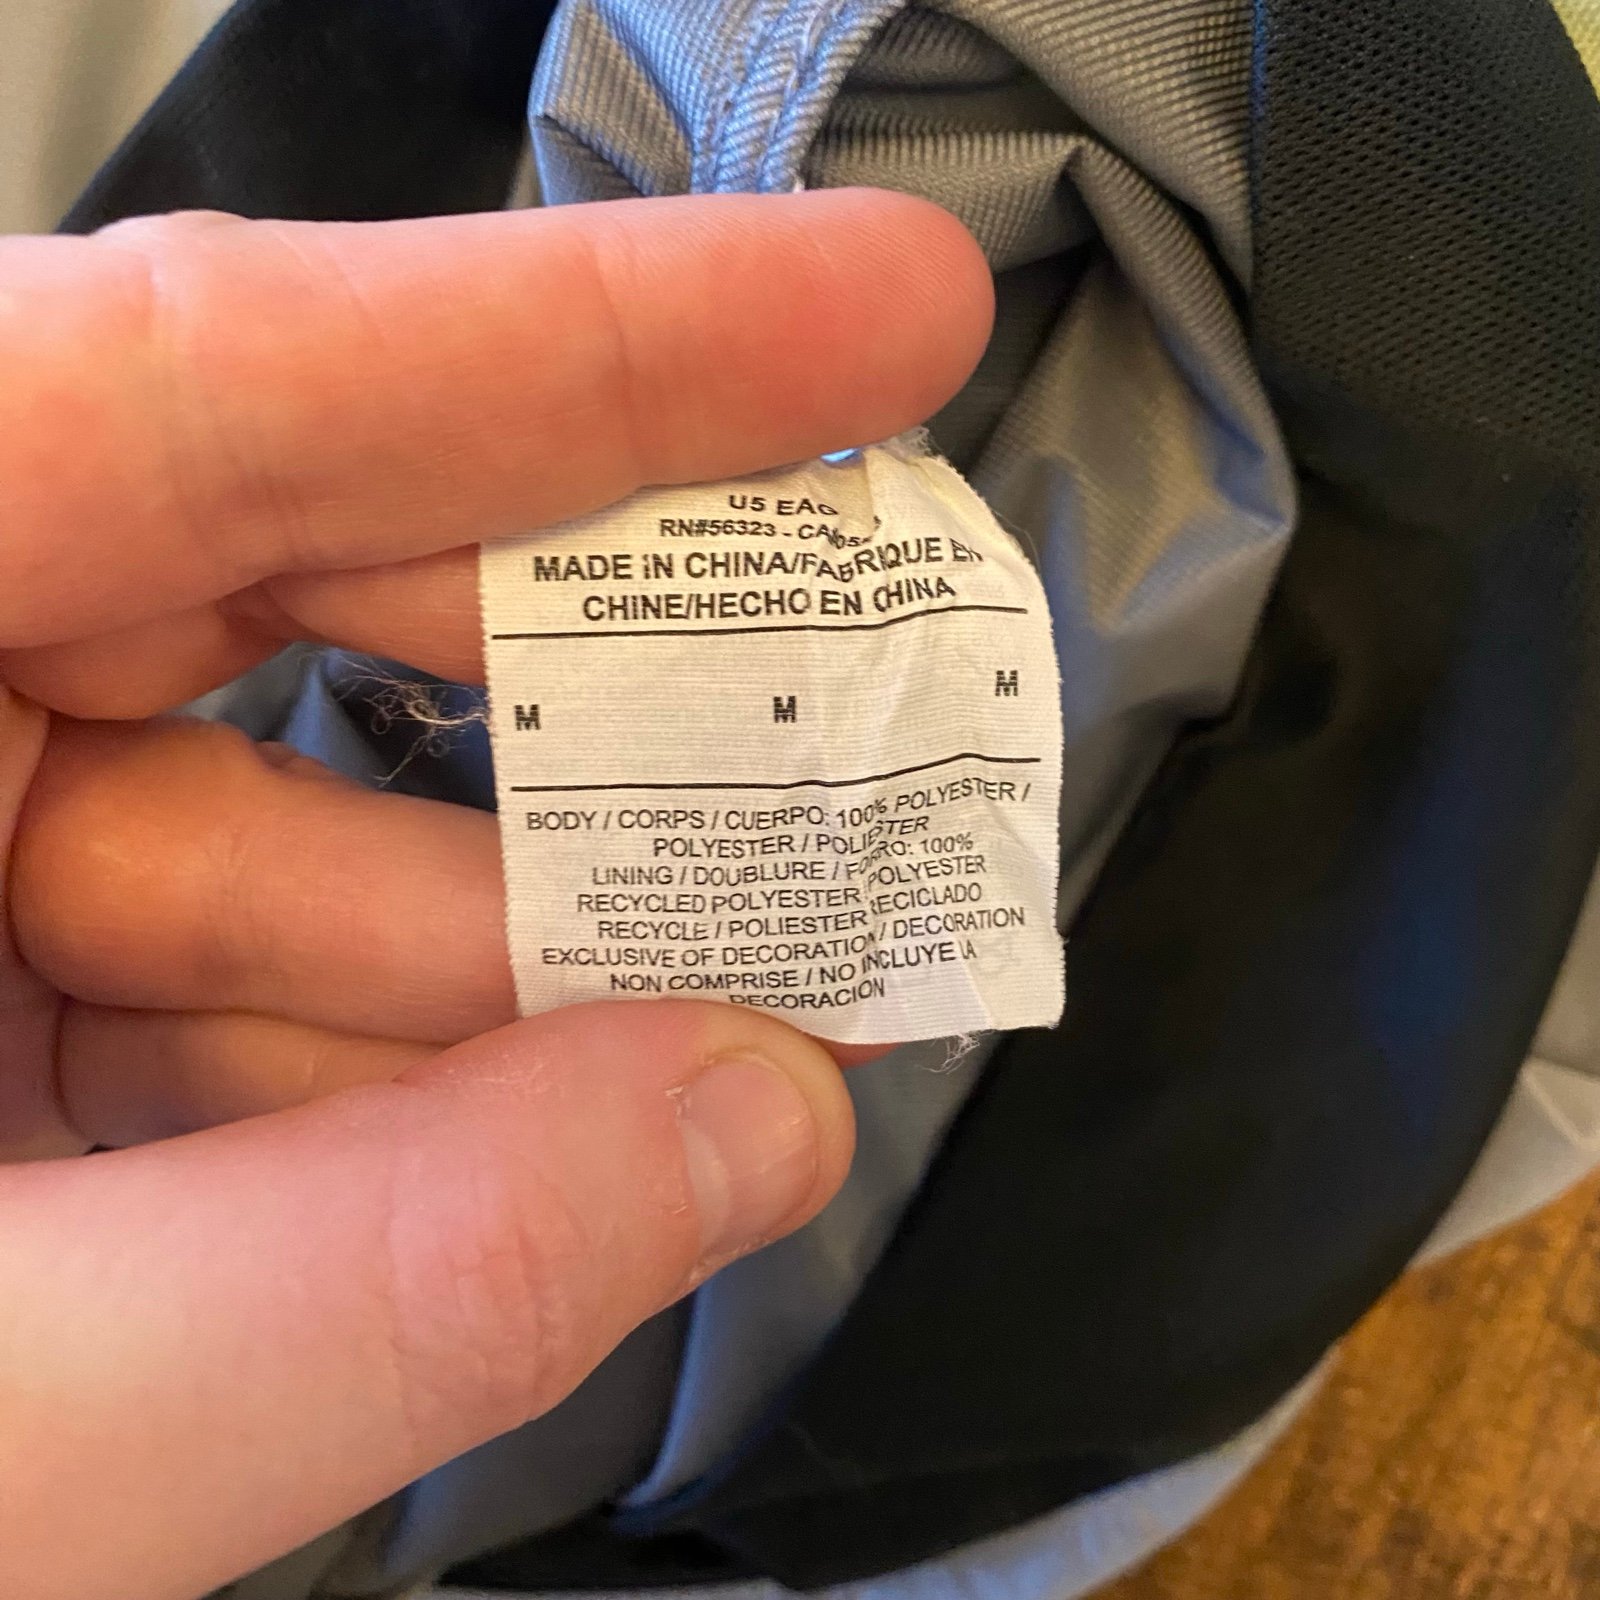 RN#56323 -
MADE IN CHINA/FABRIQUE EN
CHINE/HECHO EN CHINA
M M M
BODY / CORPS / CUERPO: 100% POLYESTER /
POLYESTER / POLIESTER
LINING / DOUBLURE / FORRO: 100%
RECYCLED POLYESTER POLYESTER
RECYCLE / POLIESTER RECICLADO
EXCLUSIVE OF DECORATION / DECORATION
NON COMPRISE / NO INCLUYE LA
DECORACION